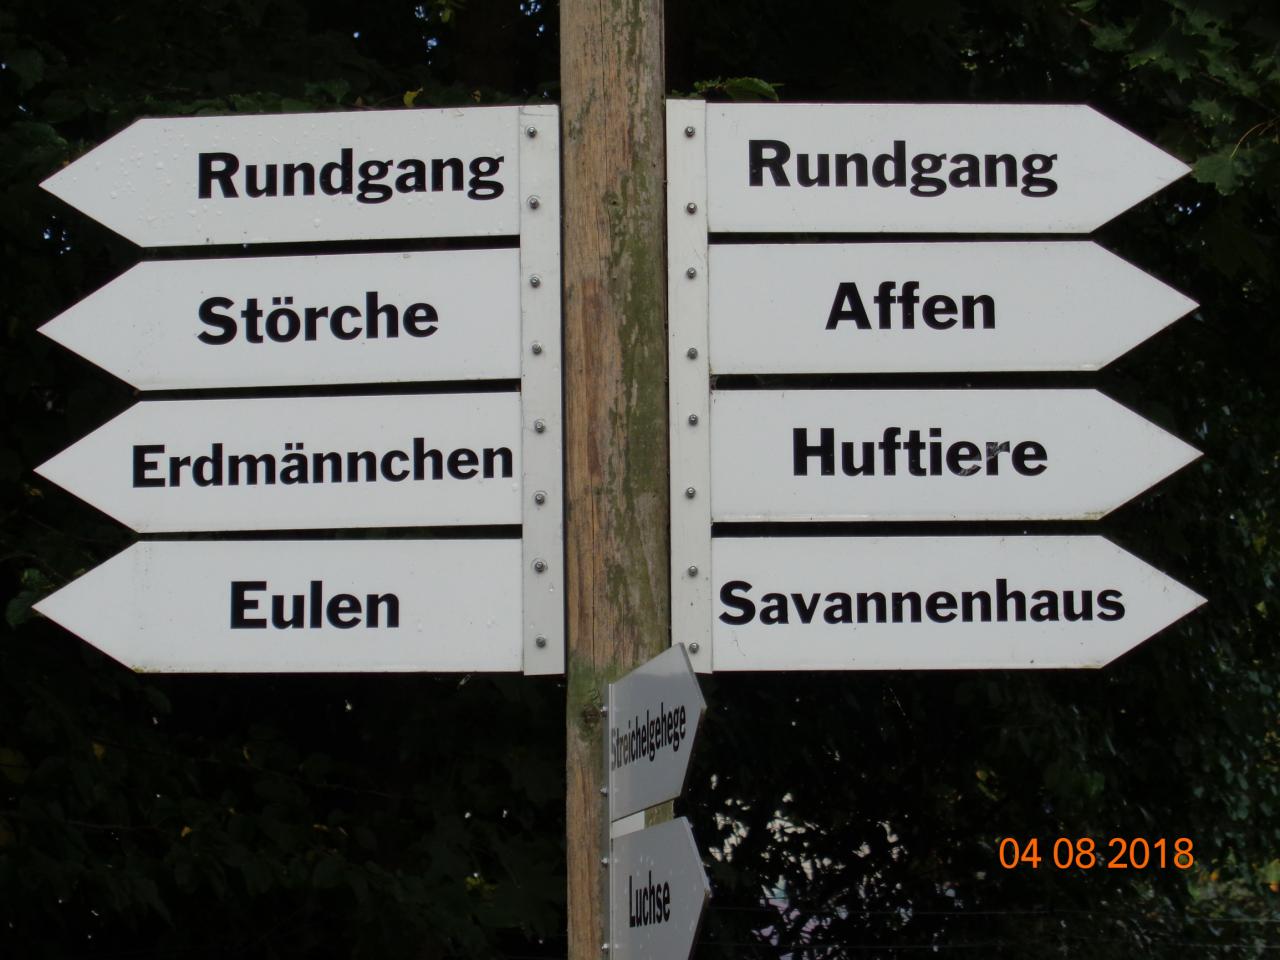 Rundgang
Störche
Erdmännchen
Eulen
Rundgang
Affen
Huftiere
Savannenhaus
Streichelgehege
Luchse
04 08 2018